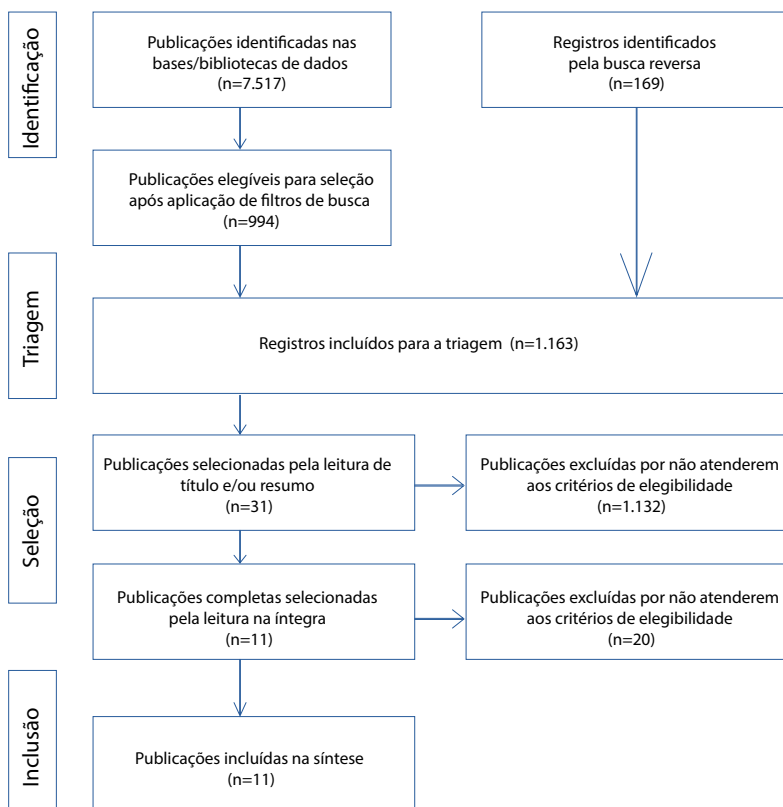 Identificação
Publicações identificadas nas
bases/bibliotecas de dados
(n=7.517)
Registros identificados
pela busca reversa
(n=169)
Publicações elegíveis para seleção
após aplicação de filtros de busca
(n=994)
Triagem
Registros incluídos para a triagem (n=1.163)
Seleção
Publicações selecionadas pela leitura de
título e/ou resumo
(n=31)
Publicações excluídas por não atenderem
aos critérios de elegibilidade
(n=1.132)
Publicações completas selecionadas
pela leitura na íntegra
(n=11)
Publicações excluídas por não atenderem
aos critérios de elegibilidade
(n=20)
Inclusão
Publicações incluídas na síntese
(n=11)